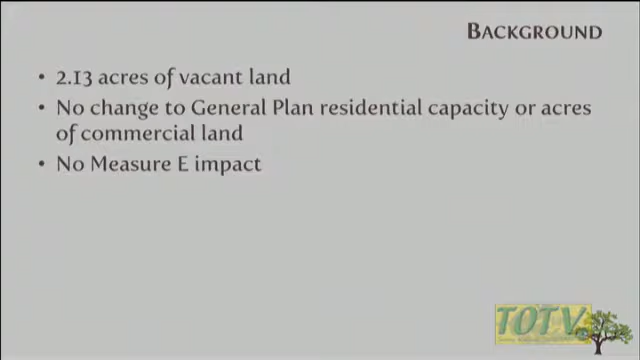 BACKGROUND
• 2.13 acres of vacant land
• No change to General Plan residential capacity or acres
of commercial land
• No Measure E impact
TOTV